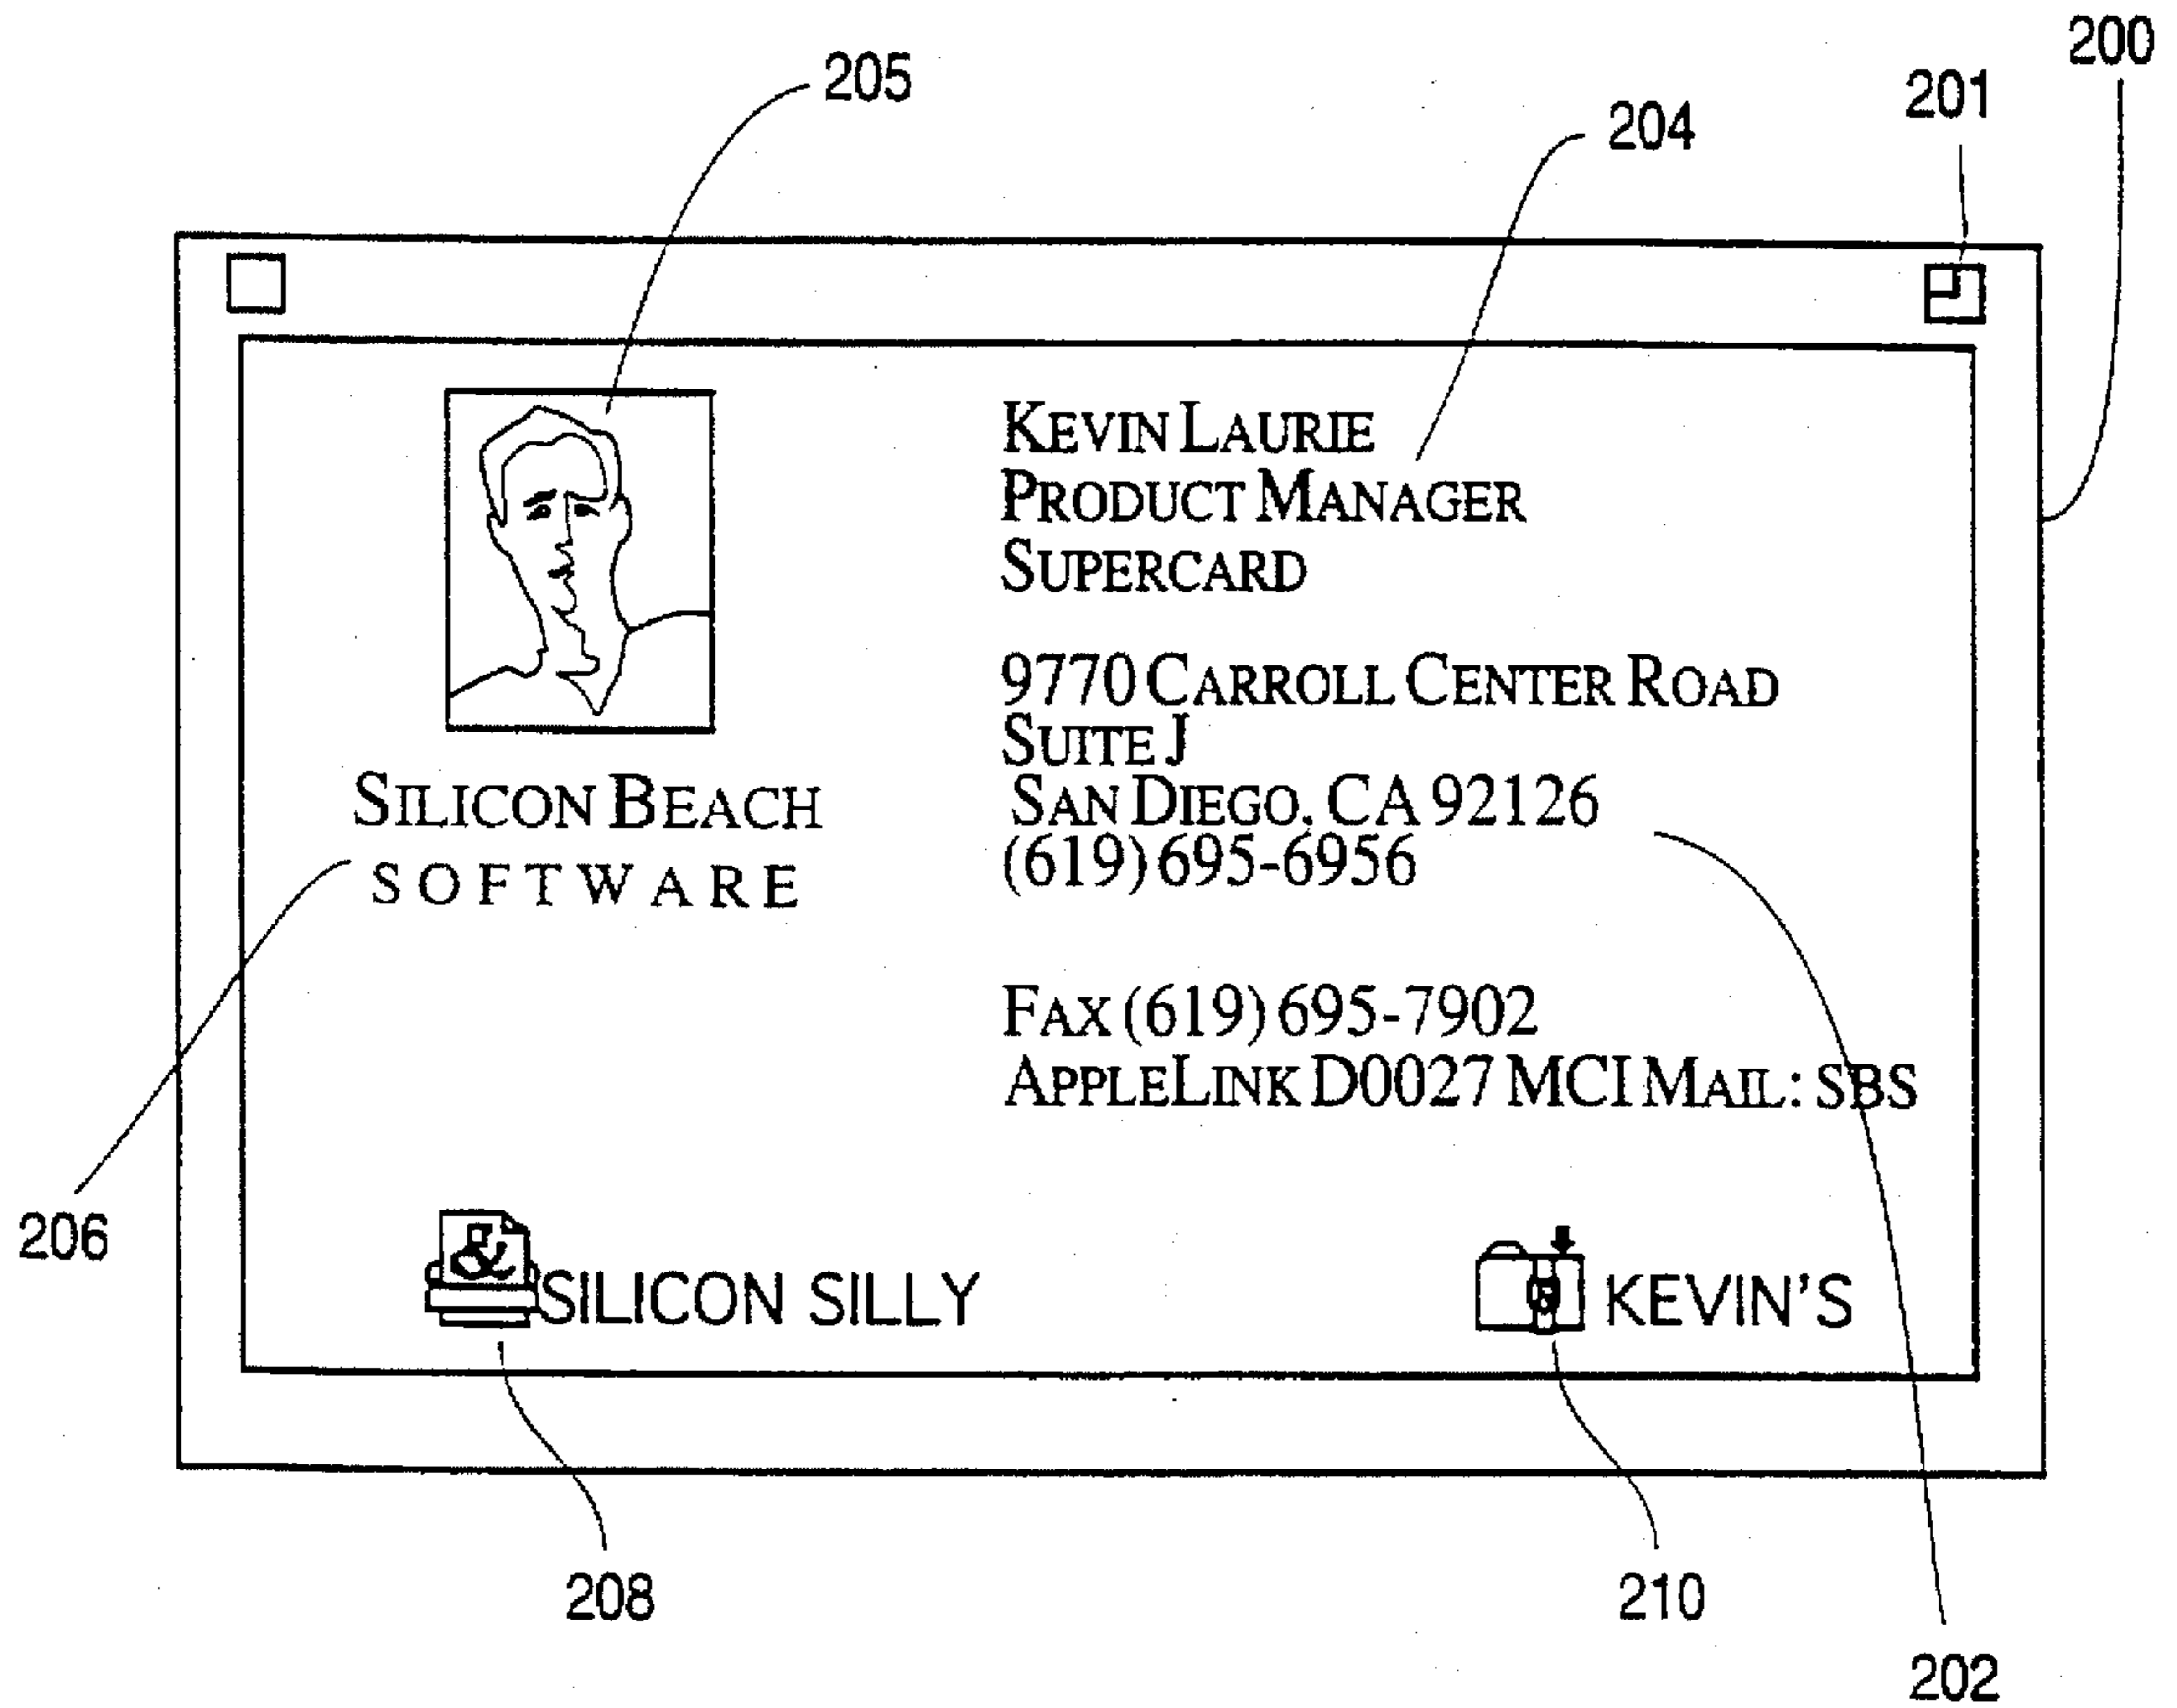 200
201
205
204
KEVIN LAURIE
PRODUCT MANAGER
SUPERCARD
9770 CARROLL CENTER ROAD
SUITE J
SAN DIEGO, CA 92126
(619) 695-6956
SILICON BEACH
SOFTWARE
FAX (619) 695-7902
APPLELINK D0027 MCI MAIL: SBS
206
SILICON SILLY
KEVIN'S
208
210
202